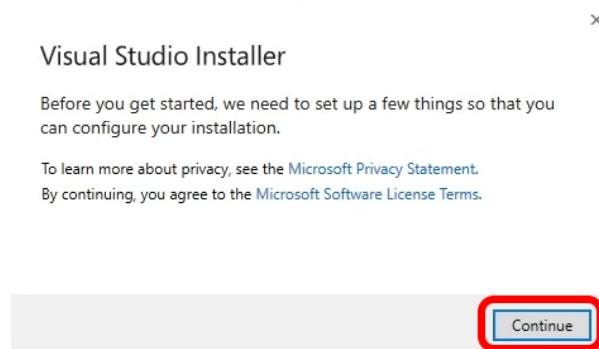 Visual Studio Installer
Before you get started, we need to set up a few things so that you
can configure your installation.
To learn more about privacy, see the Microsoft Privacy Statement.
By continuing, you agree to the Microsoft Software License Terms.
Continue